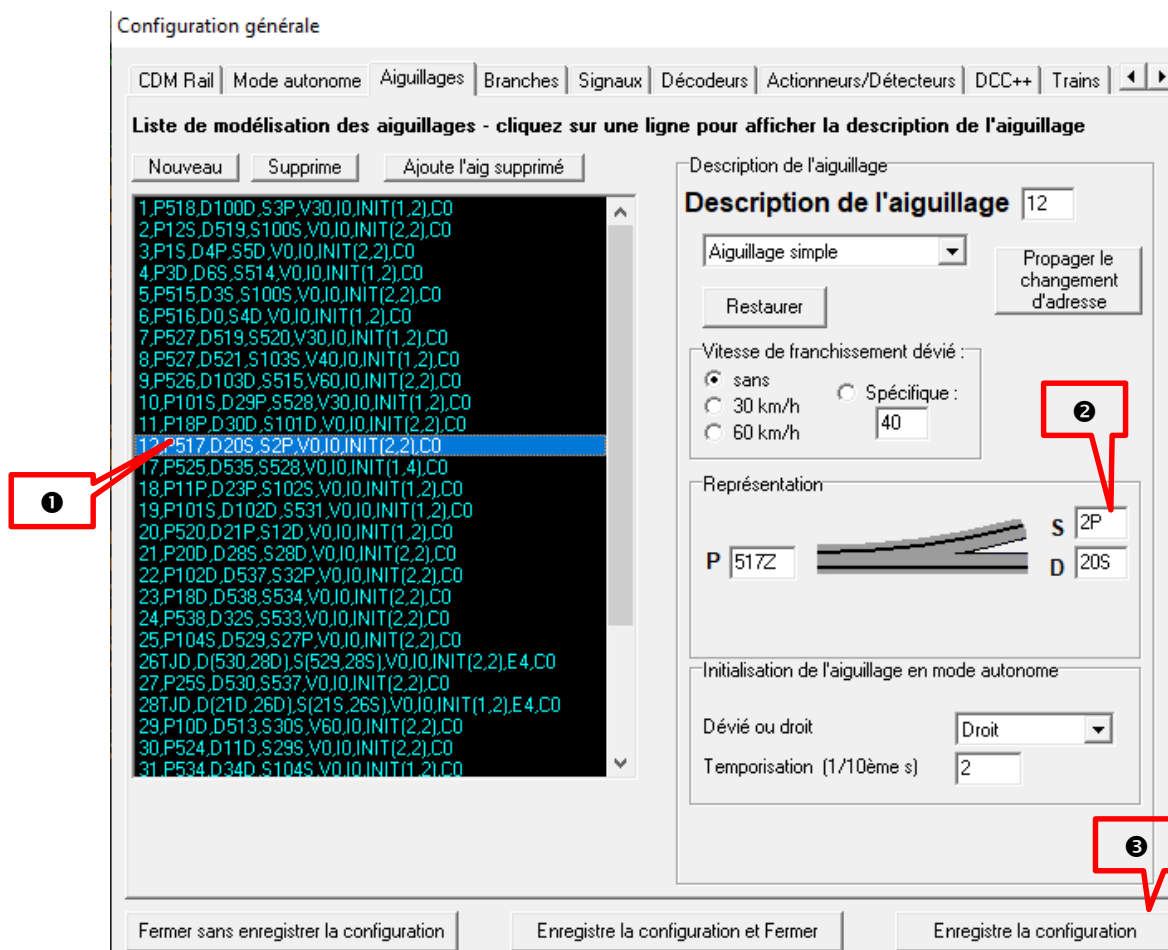 Configuration générale
CDM Rail Mode autonome Aiguillages Branches Signaux Décodeurs Actionneurs/Détecteurs DCC++ Trains
Liste de modélisation des aiguillages - cliquez sur une ligne pour afficher la description de l'aiguillage
Nouveau Supprime Ajoute l'aig supprimé
1,P518,D100D,S3P,V30,I0,INIT(1,2),C0
2,P12S,D519,S100S,V0,I0,INIT(2,2),C0
3,P1S,D4P,S5D,V0,I0,INIT(2,2),C0
4,P3D,D6S,S514,V0,I0,INIT(1,2),C0
5,P515,D3S,S100S,V0,I0,INIT(2,2),C0
6,P516,D0,S4D,V0,I0,INIT(1,2),C0
7,P527,D519,S520,V30,I0,INIT(1,2),C0
8,P527,D521,S103S,V40,I0,INIT(1,2),C0
9,P526,D103D,S515,V60,I0,INIT(2,2),C0
10,P101S,D29P,S528,V30,I0,INIT(1,2),C0
11,P18P,D30D,S101D,V0,I0,INIT(2,2),C0
12,P517,D20S,S2P,V0,I0,INIT(2,2),C0
17,P525,D535,S528,V0,I0,INIT(1,4),C0
18,P11P,D23P,S102S,V0,I0,INIT(1,2),C0
19,P101S,D102D,S531,V0,I0,INIT(1,2),C0
20,P520,D21P,S12D,V0,I0,INIT(1,2),C0
21,P20D,D28S,S28D,V0,I0,INIT(2,2),C0
22,P102D,D537,S32P,V0,I0,INIT(2,2),C0
23,P18D,D538,S534,V0,I0,INIT(2,2),C0
24,P538,D32S,S533,V0,I0,INIT(2,2),C0
25,P104S,D529,S27P,V0,I0,INIT(2,2),C0
26TJD,D(530,28D),S(529,28S),V0,I0,INIT(2,2),E4,C0
27,P25S,D530,S537,V0,I0,INIT(2,2),C0
28TJD,D(21D,26D),S(21S,26S),V0,I0,INIT(1,2),E4,C0
29,P10D,D513,S30S,V60,I0,INIT(2,2),C0
30,P524,D11D,S29S,V0,I0,INIT(2,2),C0
31,P534,D34D,S104S,V0,I0,INIT(1,2),C0
❶
Description de l'aiguillage
Description de l'aiguillage 12
Aiguillage simple
Propager le
changement
d'adresse
Restaurer
Vitesse de franchissement dévié :
sans
30 km/h
60 km/h
Spécifique :
40
❷
Représentation
S 2P
P 517Z
D 20S
Initialisation de l'aiguillage en mode autonome
Dévié ou droit Droit
Temporisation (1/10ème s) 2
❸
Fermer sans enregistrer la configuration Enregistre la configuration et Fermer Enregistre la configuration